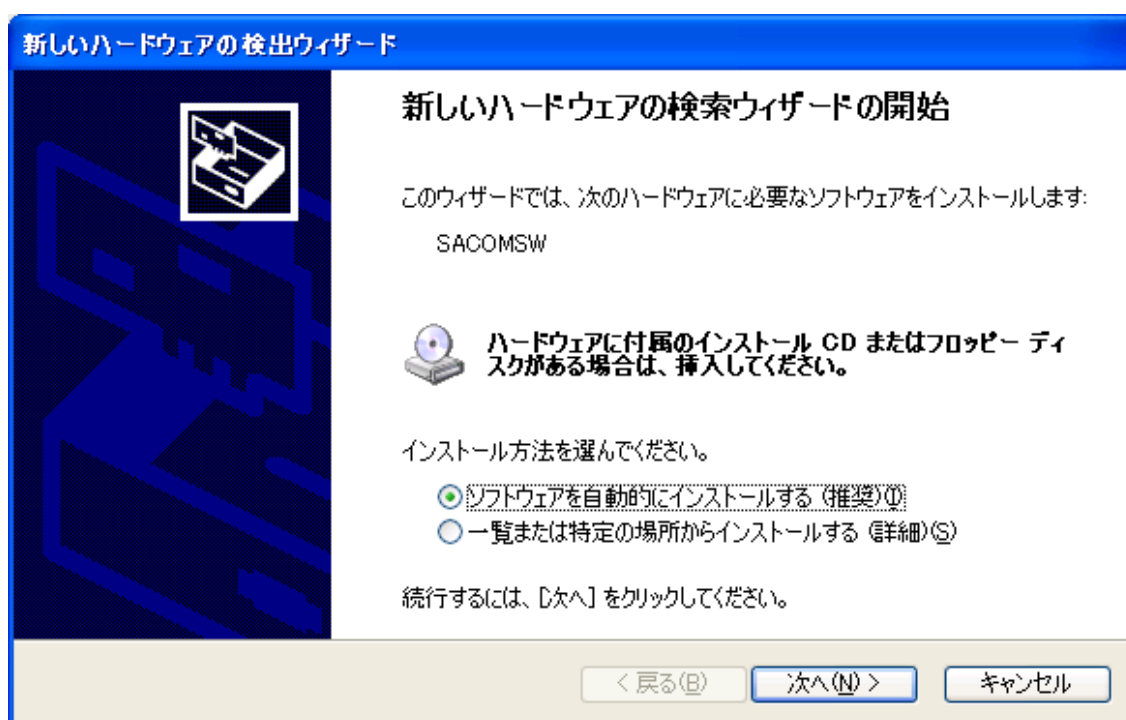 新しいハードウェアの検出ウィザード
新しいハードウェアの検索ウィザードの開始
このウィザードでは、次のハードウェアに必要なソフトウェアをインストールします:
SACOMSW
ハードウェアに付属のインストール CD またはフロッピー ディ
スクがある場合は、挿入してください。
インストール方法を選んでください。
ソフトウェアを自動的にインストールする (推奨)(I)
一覧または特定の場所からインストールする (詳細)(S)
続行するには、[次へ] をクリックしてください。
< 戻る(B)
次へ(N) >
キャンセル